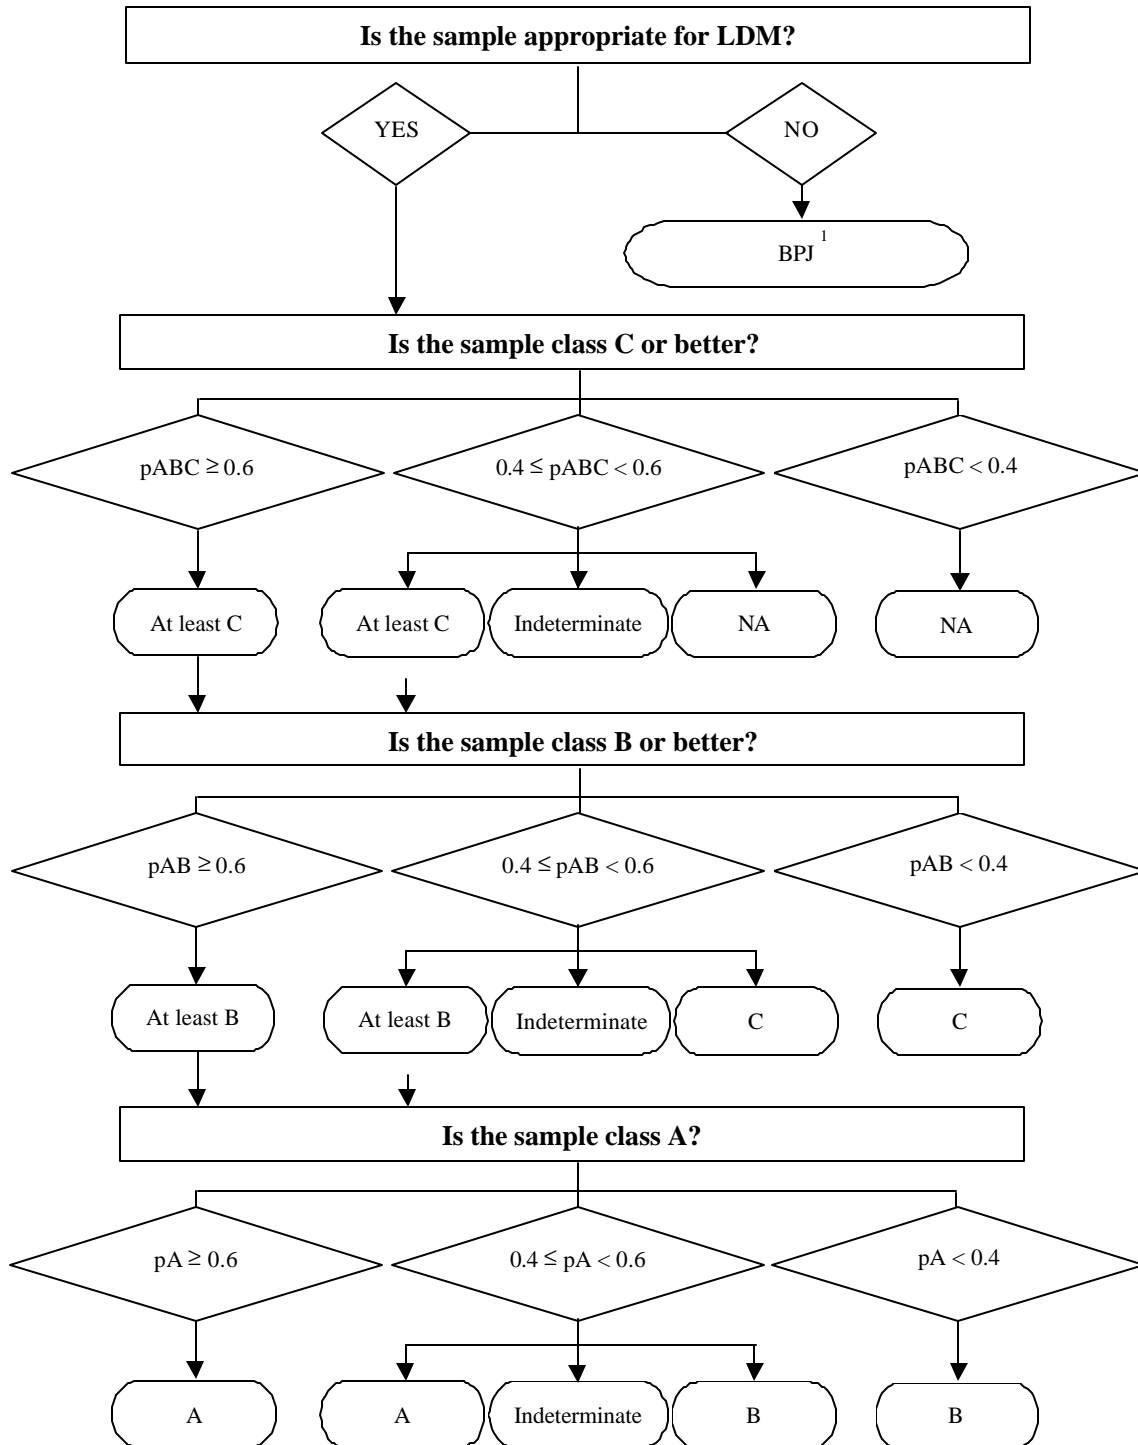 Is the sample appropriate for LDM?
YES
NO
BPJ 1
Is the sample class C or better?
pABC ≥ 0.6
0.4 ≤ pABC < 0.6
pABC < 0.4
At least C
At least C
Indeterminate
NA
NA
Is the sample class B or better?
pAB ≥ 0.6
0.4 ≤ pAB < 0.6
pAB < 0.4
At least B
At least B
Indeterminate
C
C
Is the sample class A?
pA ≥ 0.6
0.4 ≤ pA < 0.6
pA < 0.4
A
A
Indeterminate
B
B